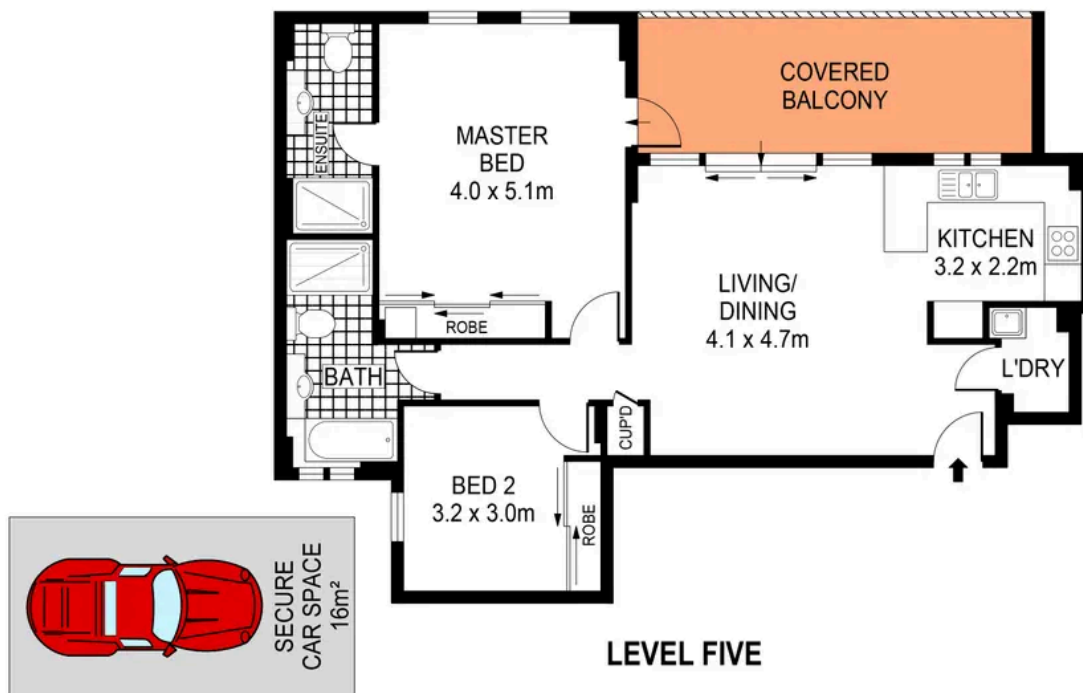 COVERED
BALCONY
ENSUITE
MASTER
BED
4.0 x 5.1m
KITCHEN
3.2 x 2.2m
LIVING/
DINING
4.1 x 4.7m
ROBE
L'DRY
BATH
CUP'D
BED 2
3.2 x 3.0m
ROBE
SECURE
CAR SPACE
16m²
LEVEL FIVE